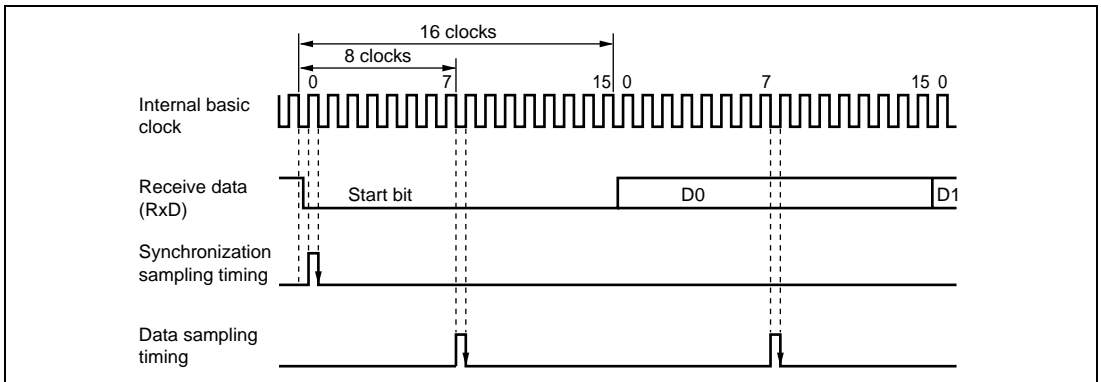 16 clocks
8 clocks
0 7 15 0 7 15 0
Internal basic
clock
Receive data
(RxD)
Start bit D0 D1
Synchronization
sampling timing
Data sampling
timing